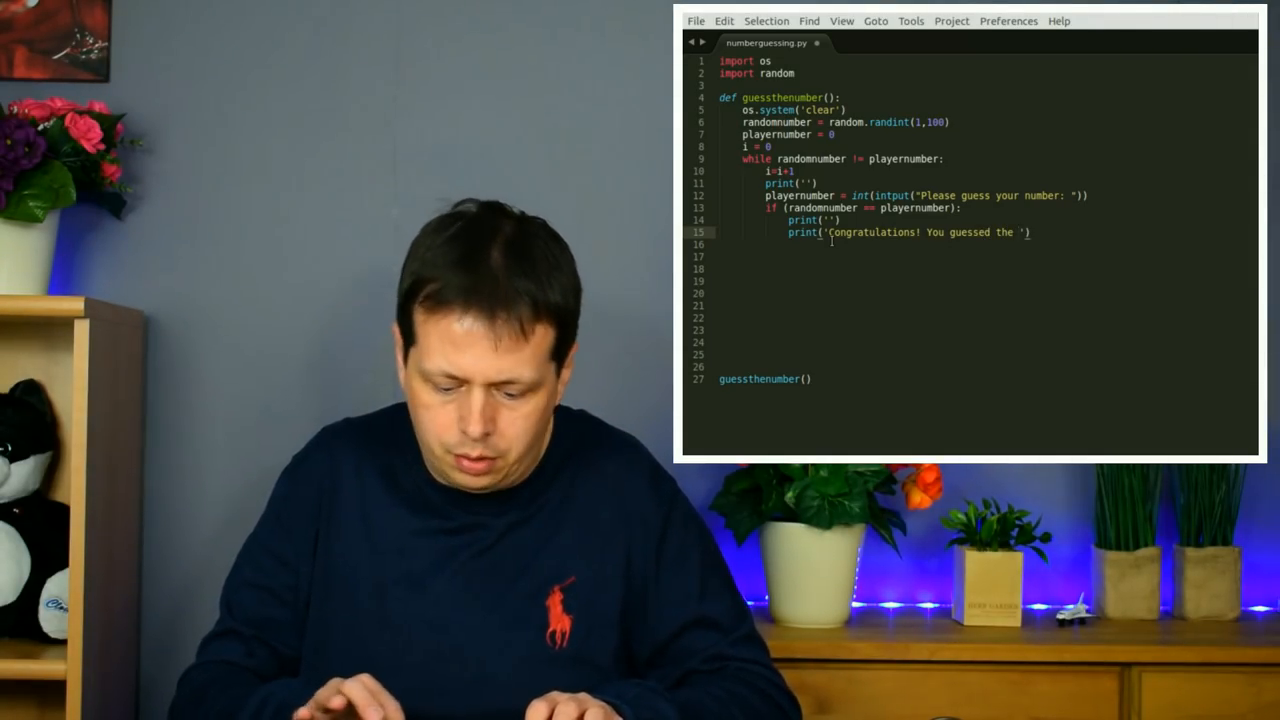 File Edit Selection Find View Goto Tools Project Preferences Help
numberguessing.py
1 import os
2 import random
3
4 def guessthenumber():
5 os.system('clear')
6 randomnumber = random.randint(1,100)
7 playernumber = 0
8 i = 0
9 while randomnumber != playernumber:
10 i=i+1
11 print('')
12 playernumber = int(intput("Please guess your number: "))
13 if (randomnumber == playernumber):
14 print('')
15 print('Congratulations! You guessed the ')
16
17
18
19
20
21
22
23
24
25
26
27 guessthenumber()
HERB GARDEN